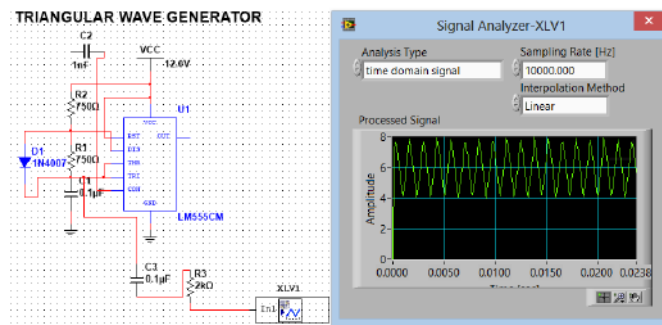 TRIANGULAR WAVE GENERATOR
C2
1nF
VCC
12.0V
R2
750Ω
U1
VCC
RST
OUT
DIS
THR
TRI
CON
GND
LM555CM
D1
1N4007
R1
750Ω
C1
0.1µF
C3
0.1µF
R3
2kΩ
XLV1
In1
Signal Analyzer-XLV1
Analysis Type
time domain signal
Sampling Rate [Hz]
10000.000
Interpolation Method
Linear
Processed Signal
Amplitude
8
6
4
2
0
0.0000
0.0050
0.0100
0.0150
0.0200
0.0238